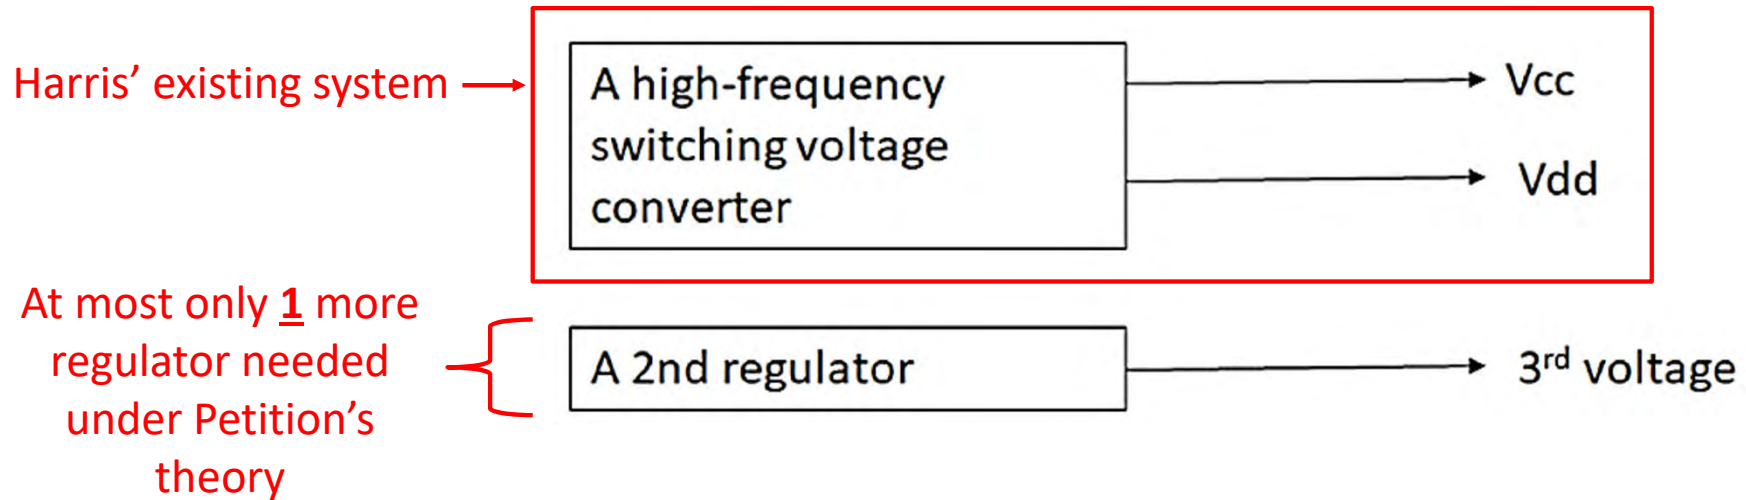 Harris’ existing system
A high-frequency
switching voltage
converter
Vcc
Vdd
At most only 1 more
regulator needed
under Petition’s
theory
A 2nd regulator
3rd voltage